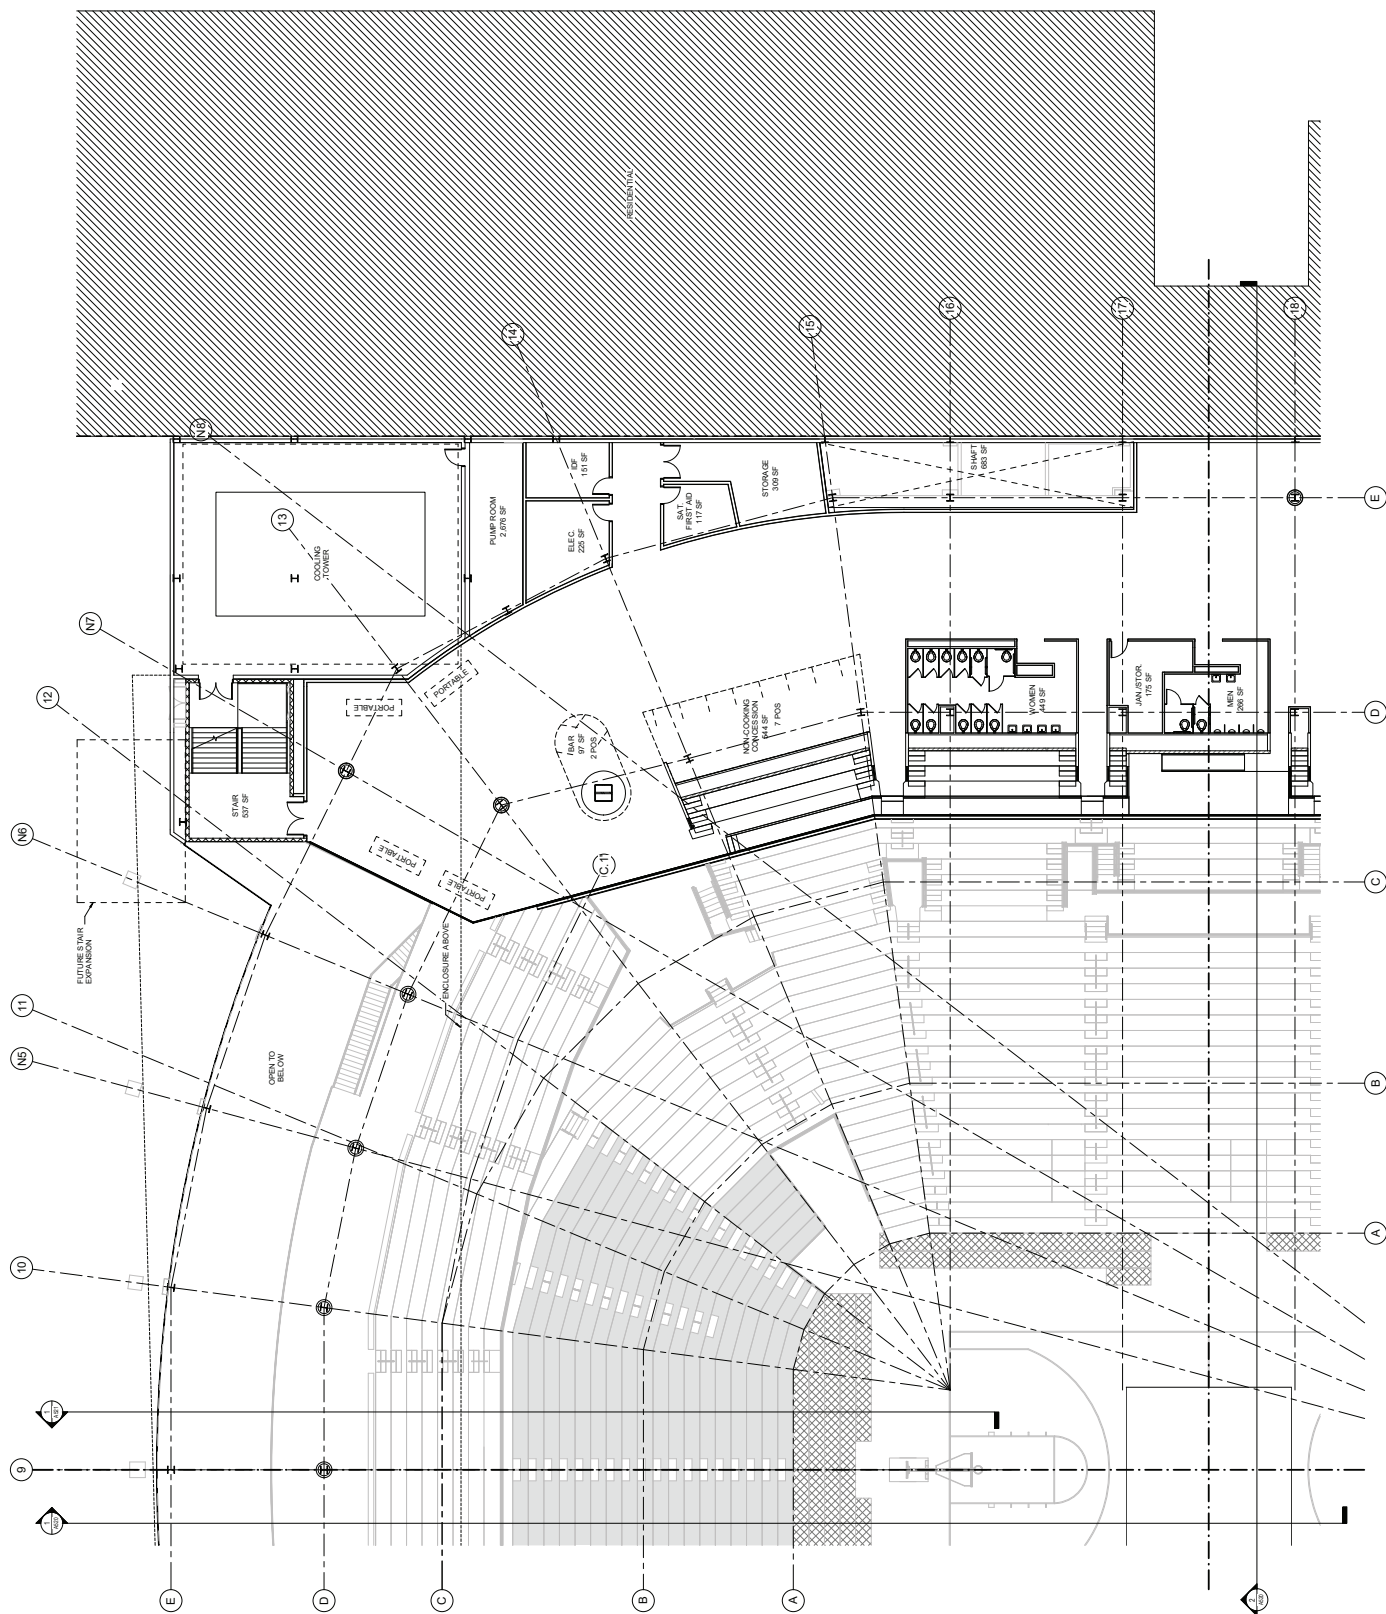 RESIDENTIAL
N8
13
N7
12
N6
11
N5
10
9
14
15
16
17
18
E
D
C
B
A
E
D
C
B
A
C.1
COOLING
TOWER
PUMP ROOM
2,676 SF
IDF
151 SF
ELEC.
225 SF
SAT.
FIRST AID
117 SF
STORAGE
309 SF
SHAFT
683 SF
STAIR
537 SF
PORTABLE
PORTABLE
PORTABLE
PORTABLE
BAR
97 SF
2 POS
NON-COOKING
CONCESSION
644 SF
7 POS
WOMEN
449 SF
JAN./STOR.
175 SF
MEN
266 SF
FUTURE STAIR
EXPANSION
ENCLOSURE ABOVE
OPEN TO
BELOW
1
1
2